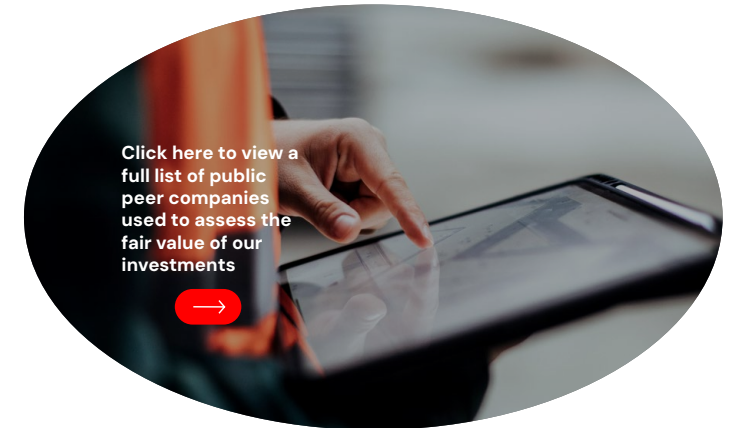 Click here to view a
full list of public
peer companies
used to assess the
fair value of our
investments